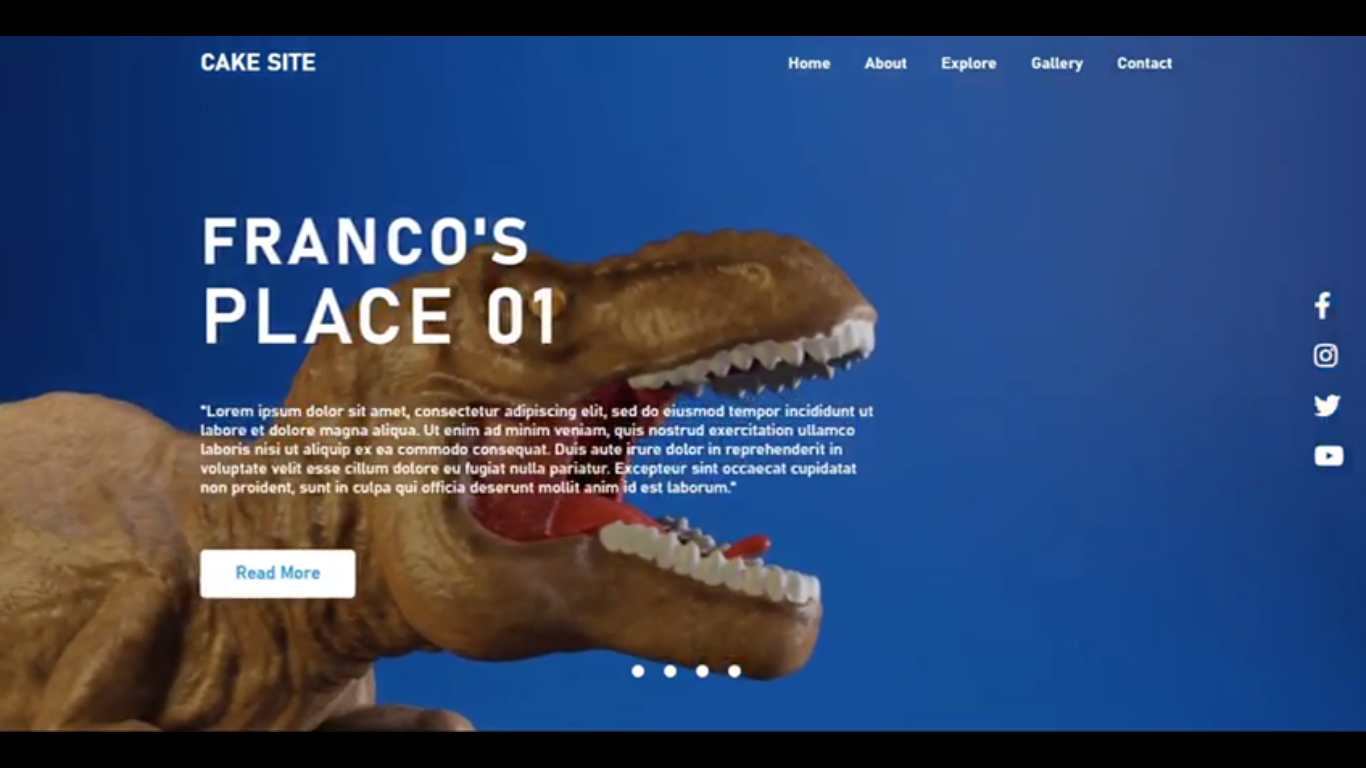 CAKE SITE
Home About Explore Gallery Contact
FRANCO'S
PLACE 01
"Lorem ipsum dolor sit amet, consectetur adipiscing elit, sed do eiusmod tempor incididunt ut
labore et dolore magna aliqua. Ut enim ad minim veniam, quis nostrud exercitation ullamco
laboris nisi ut aliquip ex ea commodo consequat. Duis aute irure dolor in reprehenderit in
voluptate velit esse cillum dolore eu fugiat nulla pariatur. Excepteur sint occaecat cupidatat
non proident, sunt in culpa qui officia deserunt mollit anim id est laborum."
Read More